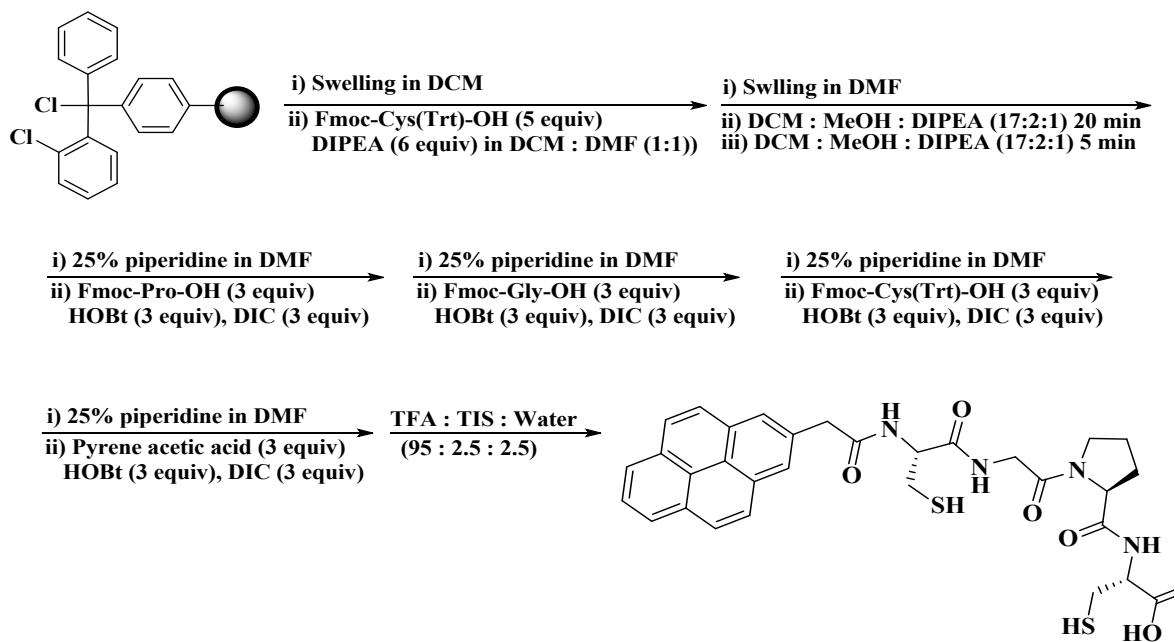 Cl
Cl
i) Swelling in DCM
ii) Fmoc-Cys(Trt)-OH (5 equiv)
DIPEA (6 equiv) in DCM : DMF (1:1))
i) Swlling in DMF
ii) DCM : MeOH : DIPEA (17:2:1) 20 min
iii) DCM : MeOH : DIPEA (17:2:1) 5 min
i) 25% piperidine in DMF
ii) Fmoc-Pro-OH (3 equiv)
HOBt (3 equiv), DIC (3 equiv)
i) 25% piperidine in DMF
ii) Fmoc-Gly-OH (3 equiv)
HOBt (3 equiv), DIC (3 equiv)
i) 25% piperidine in DMF
ii) Fmoc-Cys(Trt)-OH (3 equiv)
HOBt (3 equiv), DIC (3 equiv)
i) 25% piperidine in DMF
ii) Pyrene acetic acid (3 equiv)
HOBt (3 equiv), DIC (3 equiv)
TFA : TIS : Water
(95 : 2.5 : 2.5)
H
N
O
O
N
H
SH
N
O
O
NH
HS
HO